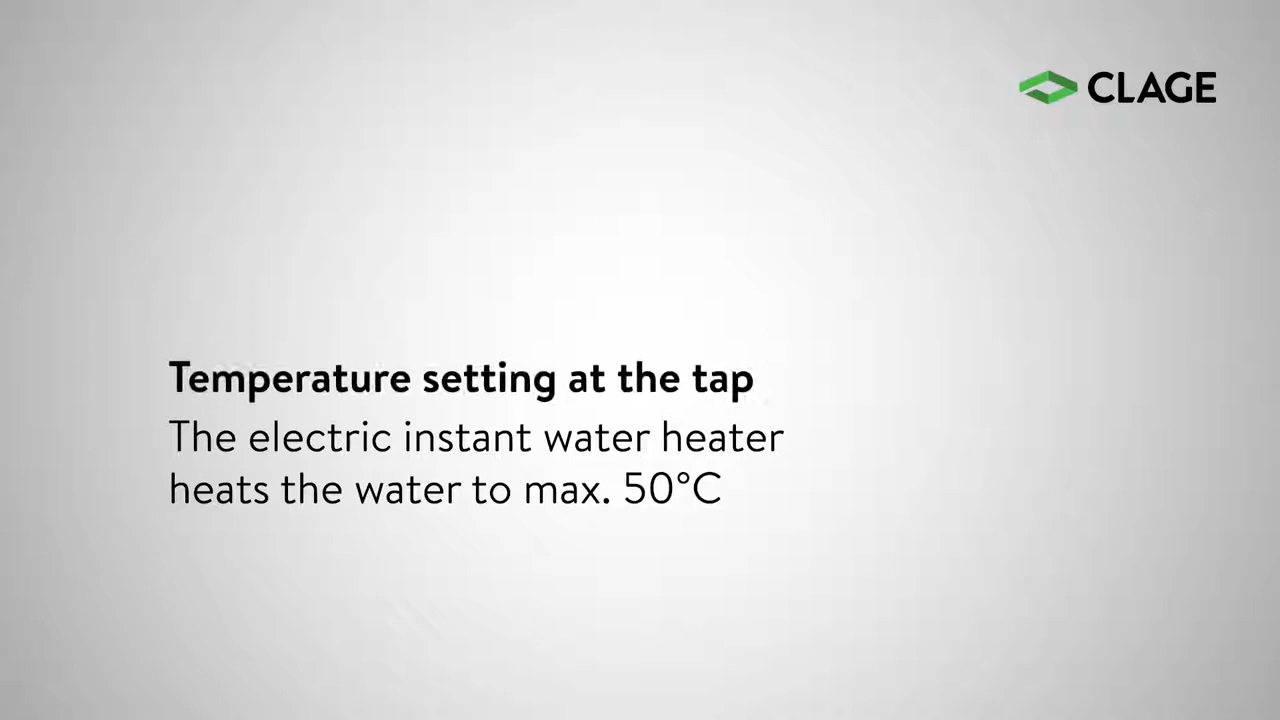 CLAGE
Temperature setting at the tap
The electric instant water heater
heats the water to max. 50°C